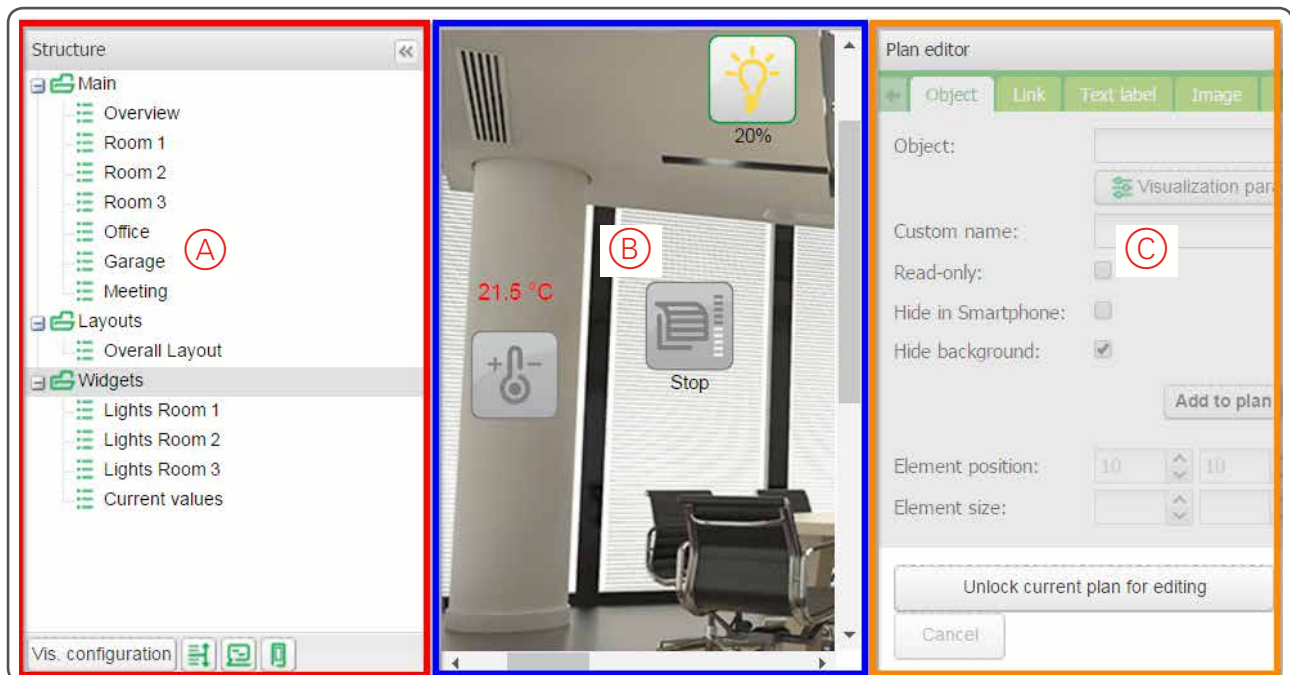 Structure
Main
Overview
Room 1
Room 2
Room 3
Office
Garage
Meeting
Layouts
Overall Layout
Widgets
Lights Room 1
Lights Room 2
Lights Room 3
Current values
Vis. configuration
A
20%
B
21.5 °C
Stop
Plan editor
Object Link Text label Image
Object:
Visualization para
Custom name:
C
Read-only:
Hide in Smartphone:
Hide background:
Add to plan
Element position: 10 10
Element size:
Unlock current plan for editing
Cancel